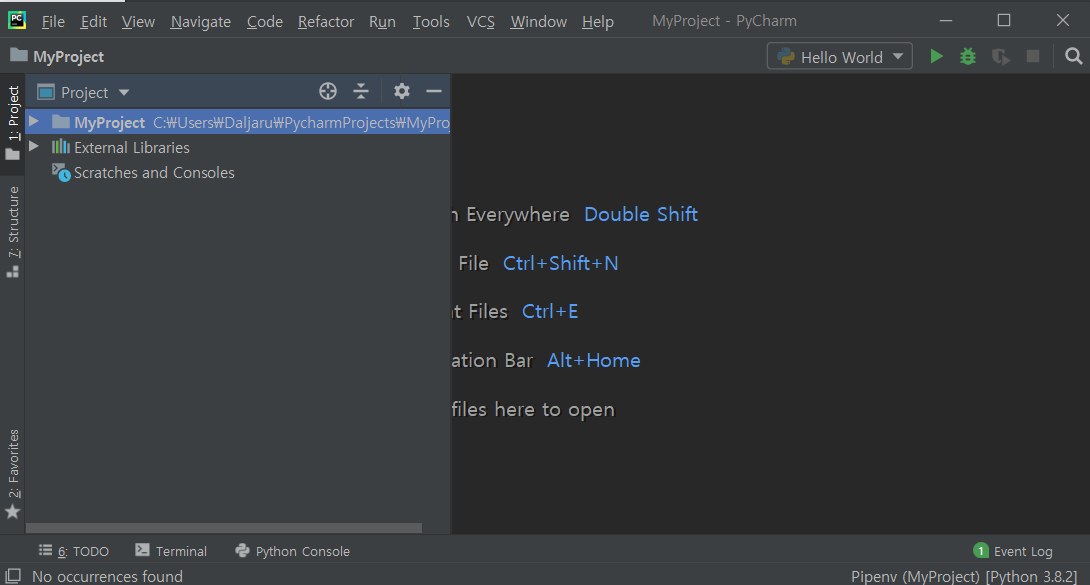 PC
File Edit View Navigate Code Refactor Run Tools VCS Window Help MyProject - PyCharm
MyProject
Hello World
1: Project
Project
MyProject C:₩Users₩Daljaru₩PycharmProjects₩MyPro
External Libraries
Scratches and Consoles
7: Structure
Everywhere Double Shift
File Ctrl+Shift+N
Files Ctrl+E
ation Bar Alt+Home
files here to open
2: Favorites
6: TODO Terminal Python Console 1 Event Log
No occurrences found Pipenv (MyProject) [Python 3.8.2]